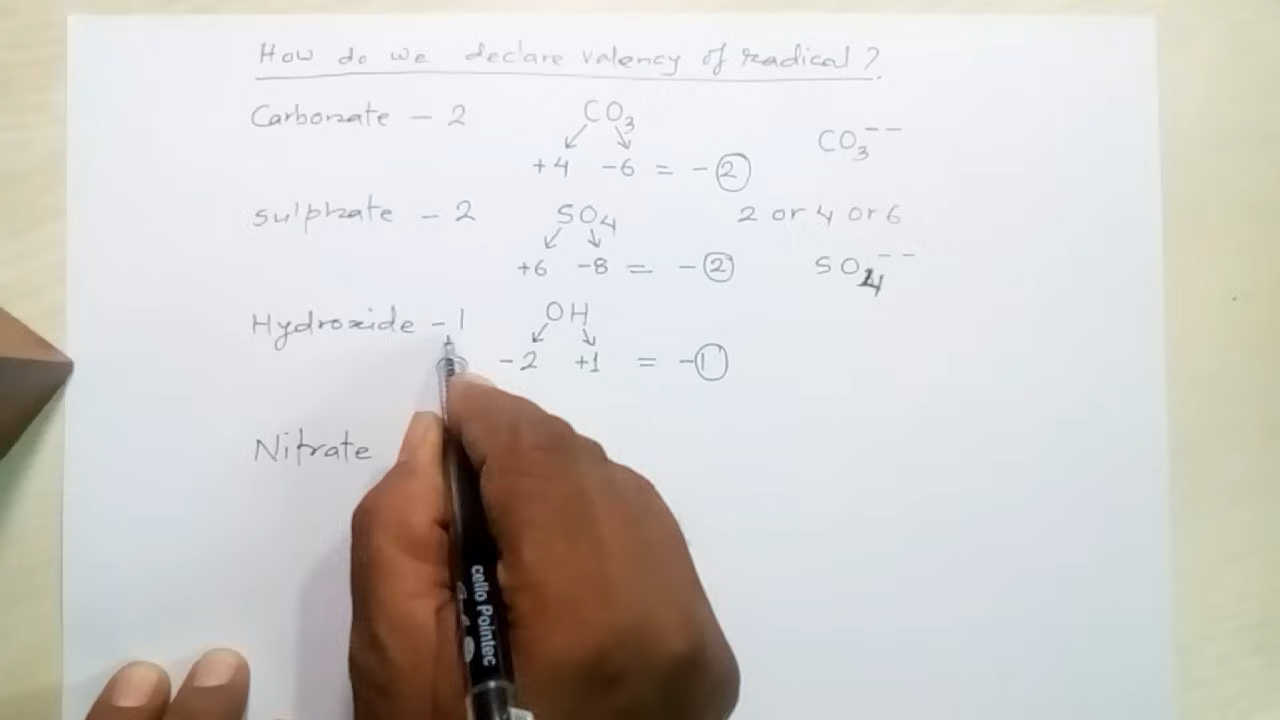 How do we declare valency of radical?
Carbonate - 2 CO3 CO3--
+4 -6 = -2
Sulphate - 2 SO4 2 or 4 or 6
+6 -8 = -2 SO4--
Hydroxide - 1 OH
-2 +1 = -1
Nitrate
cello Pointec